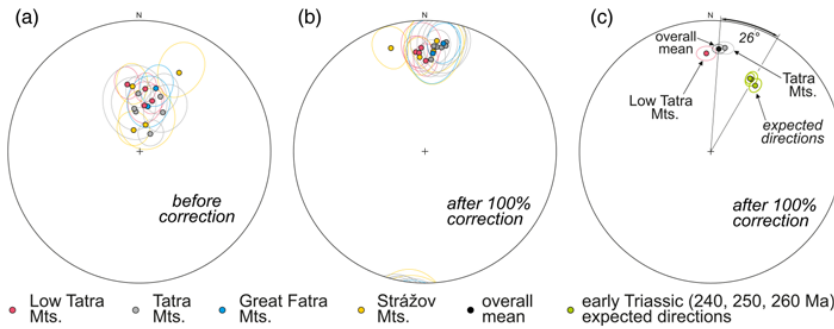 (a)
N
before
correction
(b)
N
after 100%
correction
(c)
N
26°
overall
mean
Tatra
Mts.
Low Tatra
Mts.
expected
directions
after 100%
correction
Low Tatra
Mts.
Tatra
Mts.
Great Fatra
Mts.
Strážov
Mts.
overall
mean
early Triassic (240, 250, 260 Ma)
expected directions